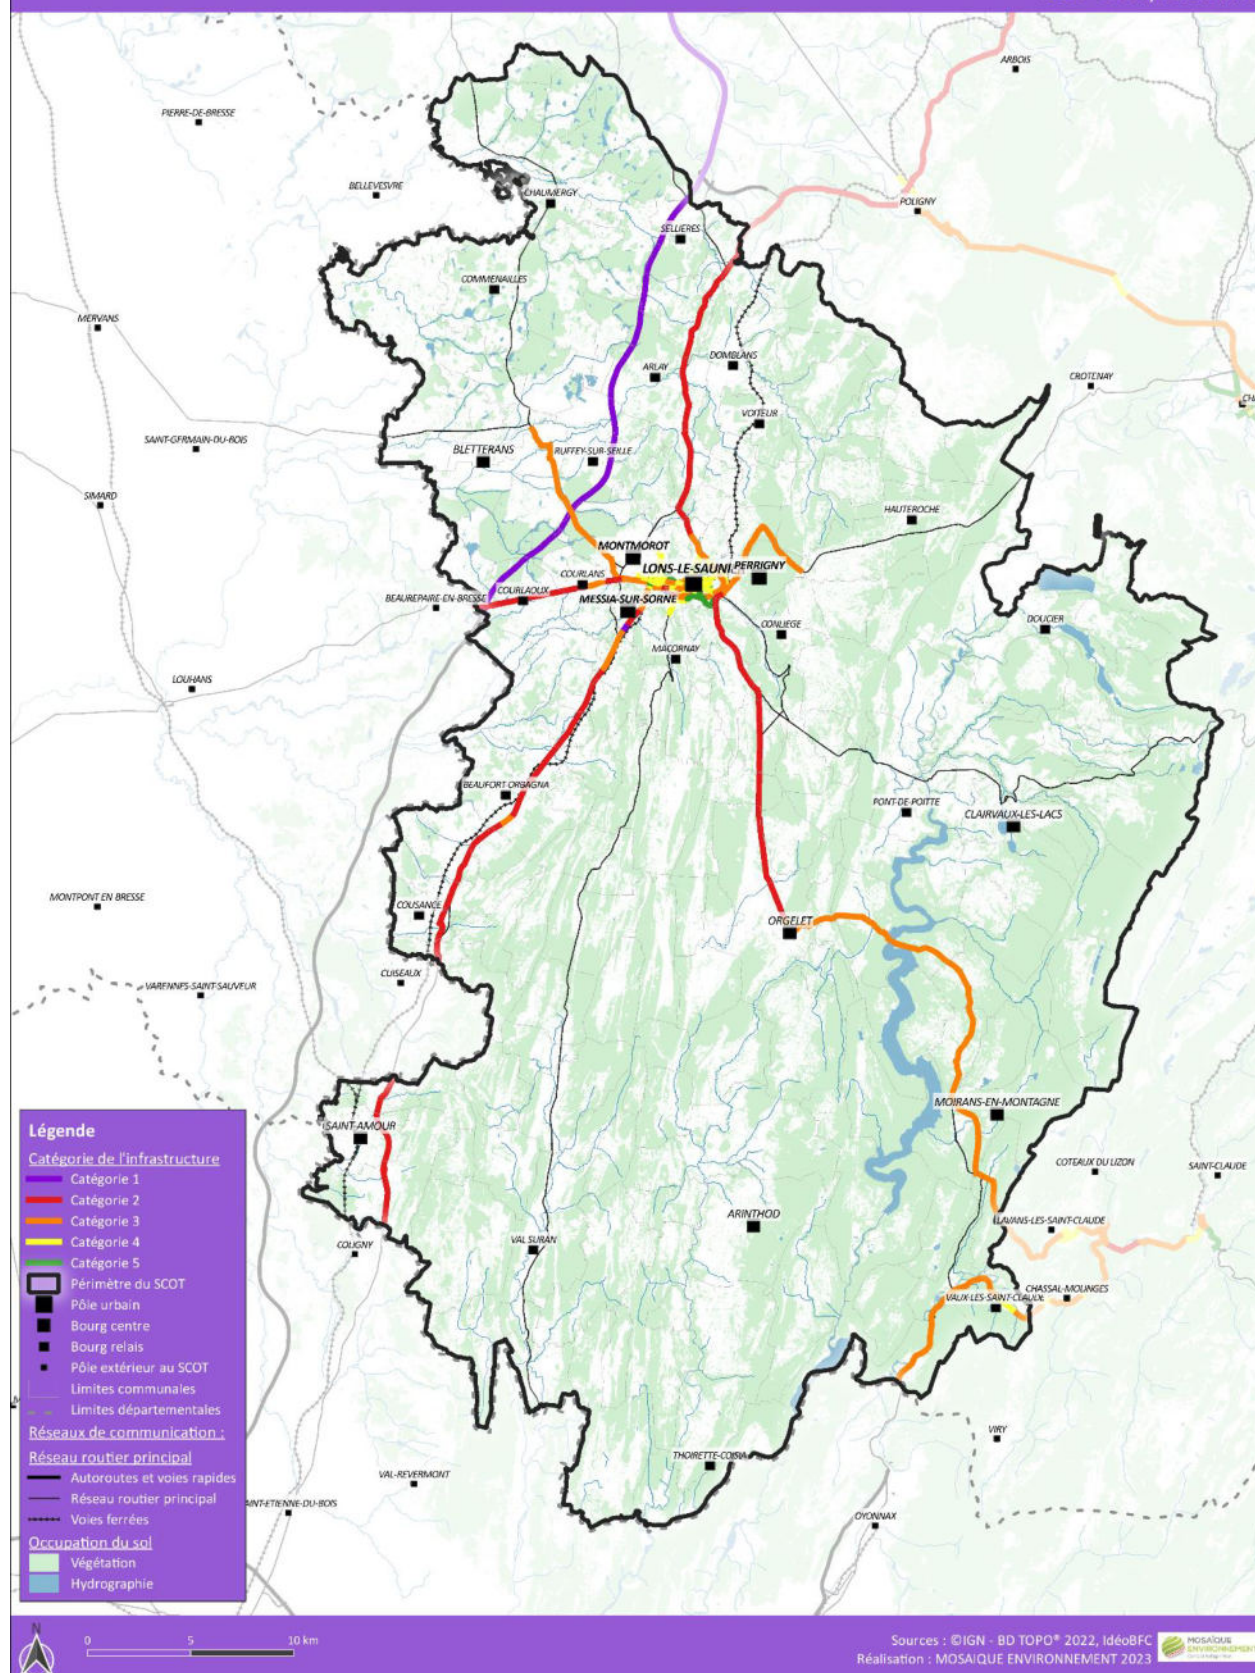 ARBOIS
PIERRE-DE-BRESSE
BELLEVESVRE
CHAUMERGY
POLIGNY
SELLIERES
COMMENAILLES
MERVANS
DOMBLANS
ARLAY
CROTENAY
VOITEUR
SAINT-GERMAIN-DU-BOIS
BLETTERANS
RUFFEY-SUR-SEILLE
SIMARD
HAUTEROCHE
MONTMOROT
LONS-LE-SAUNI
PERRIGNY
COURLANS
COURLAOUX
BEAUREPAIRE-EN-BRESSE
MESSIA-SUR-SORNE
CONLIEGE
DOUCIER
MACORNAY
LOUHANS
BEAUFORT-ORBAGNA
PONT-DE-POITTE
CLAIRVAUX-LES-LACS
MONTPONT EN BRESSE
COUSANCE
ORGELET
CUISEAUX
VARENNES-SAINT-SAUVEUR
MOIRANS-EN-MONTAGNE
SAINT-AMOUR
COTEAUX DU LIZON
SAINT-CLAUDE
ARINTHOD
LAVANS-LES-SAINT-CLAUDE
COLIGNY
VAL SURAN
CHASSAL-MOLINGES
VAUX-LES-SAINT-CLAUDE
VIRY
THOIRETTE-COISIA
VAL-REVERMONT
AINT-ETIENNE-DU-BOIS
OYONNAX
Légende
Catégorie de l'infrastructure
Catégorie 1
Catégorie 2
Catégorie 3
Catégorie 4
Catégorie 5
Périmètre du SCOT
Pôle urbain
Bourg centre
Bourg relais
Pôle extérieur au SCOT
Limites communales
Limites départementales
Réseaux de communication :
Réseau routier principal
Autoroutes et voies rapides
Réseau routier principal
Voies ferrées
Occupation du sol
Végétation
Hydrographie
N
0 5 10 km
Sources : ©IGN - BD TOPO® 2022, IdéoBFC
Réalisation : MOSAIQUE ENVIRONNEMENT 2023
MOSAÏQUE
ENVIRONNEMENT